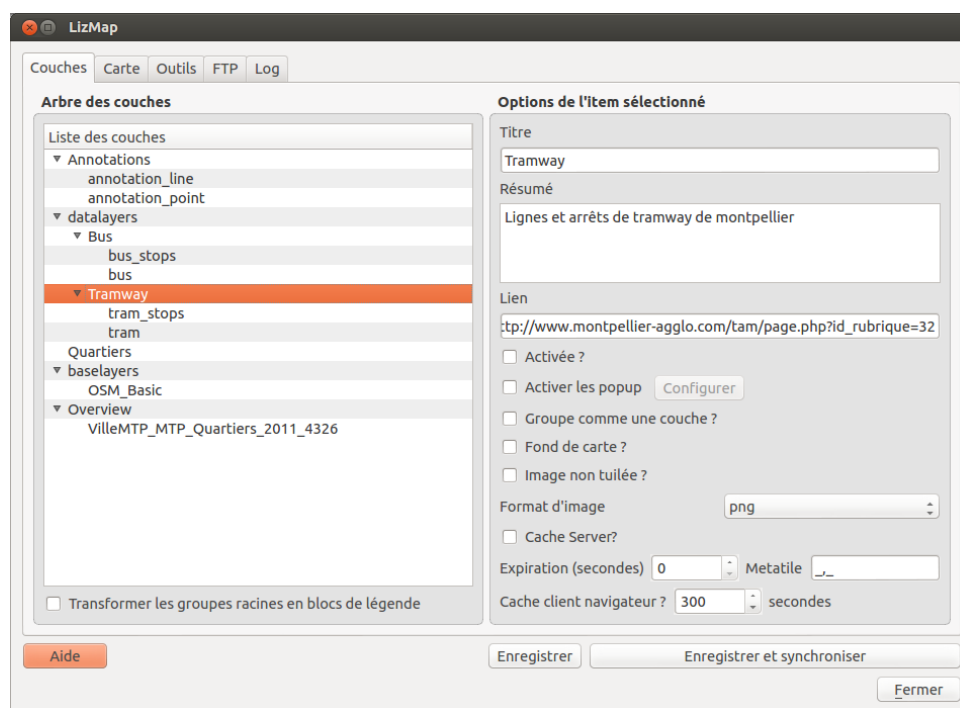 LizMap
Couches Carte Outils FTP Log
Arbre des couches
Liste des couches
Annotations
annotation_line
annotation_point
datalayers
Bus
bus_stops
bus
Tramway
tram_stops
tram
Quartiers
baselayers
OSM_Basic
Overview
VilleMTP_MTP_Quartiers_2011_4326
Transformer les groupes racines en blocs de légende
Options de l'item sélectionné
Titre
Tramway
Résumé
Lignes et arrêts de tramway de montpellier
Lien
ttp://www.montpellier-agglo.com/tam/page.php?id_rubrique=32
Activée ?
Activer les popup Configurer
Groupe comme une couche ?
Fond de carte ?
Image non tuilée ?
Format d'image png
Cache Server?
Expiration (secondes) 0 Metatile _,_
Cache client navigateur ? 300 secondes
Aide Enregistrer Enregistrer et synchroniser
Fermer